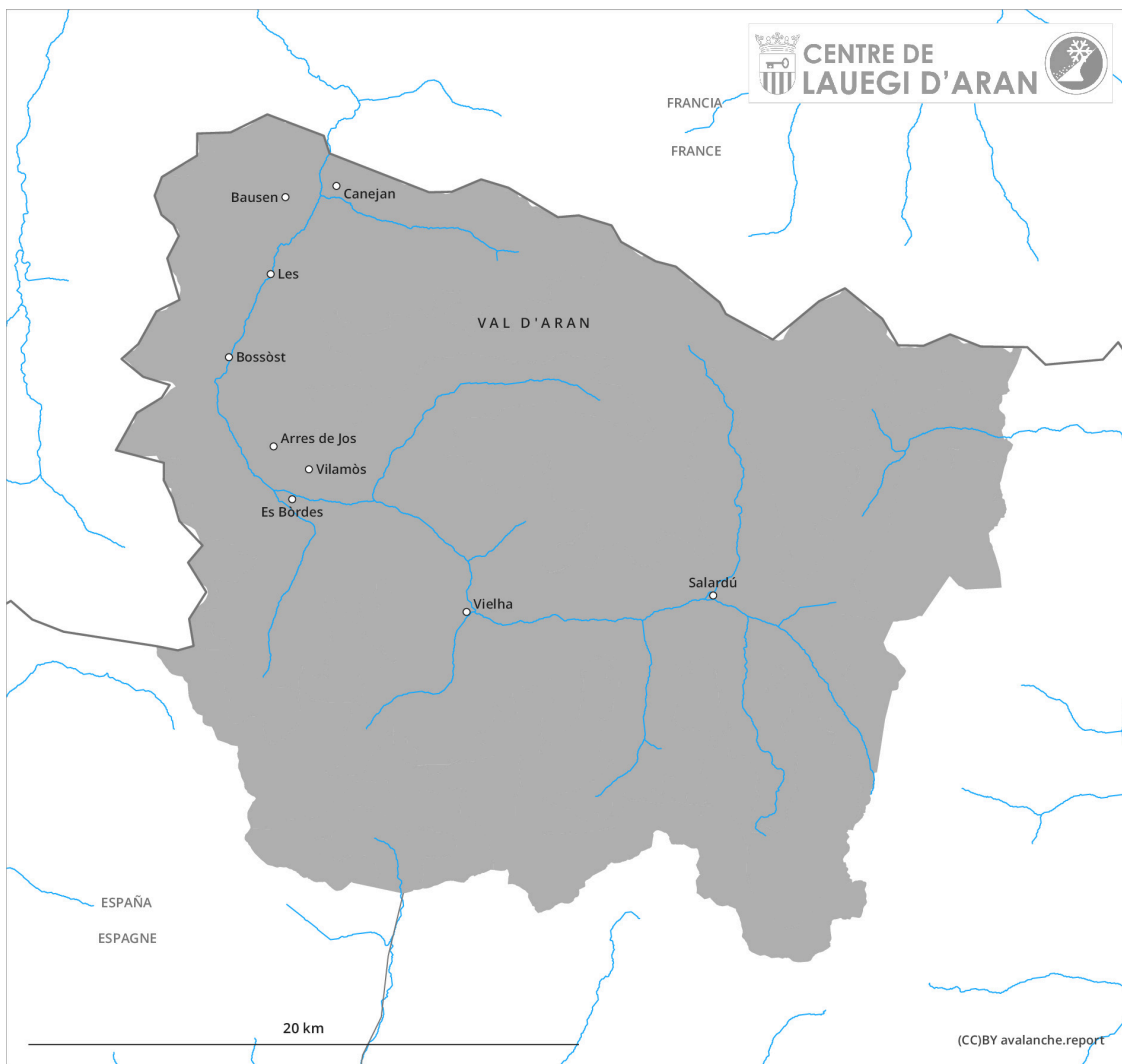 CENTRE DE
LAUEGI D'ARAN
FRANCIA
FRANCE
Bausen
Canejan
Les
VAL D'ARAN
Bossòst
Arres de Jos
Vilamòs
Es Bòrdes
Salardú
Vielha
ESPAÑA
ESPAGNE
20 km
(CC)BY avalanche.report